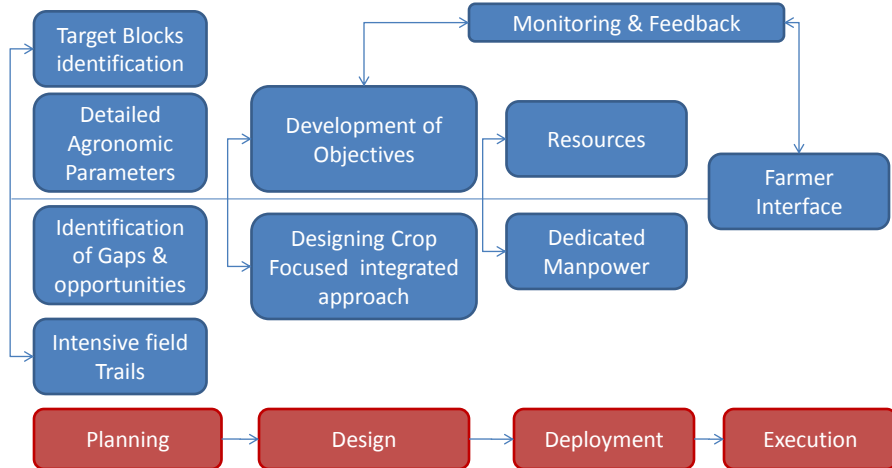 Monitoring & Feedback
Target Blocks
identification
Detailed
Agronomic
Parameters
Development of
Objectives
Resources
Farmer
Interface
Identification
of Gaps &
opportunities
Designing Crop
Focused integrated
approach
Dedicated
Manpower
Intensive field
Trails
Planning
Design
Deployment
Execution